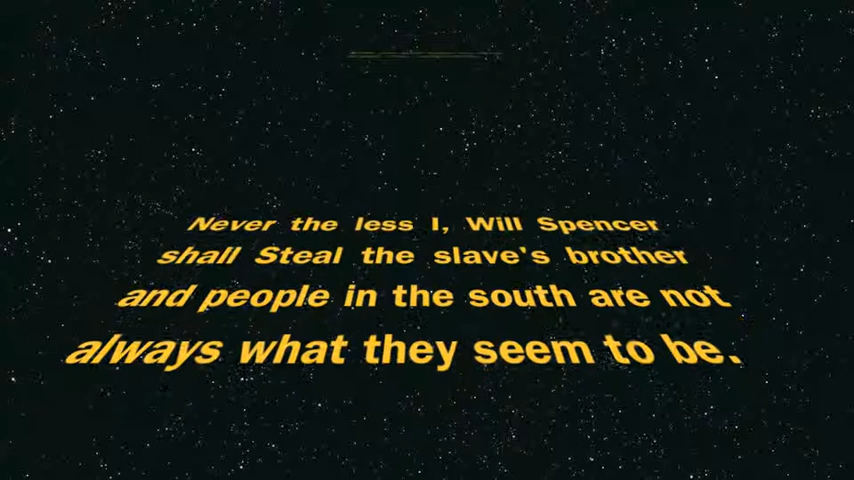 Never the less I, Will Spencer
shall Steal the slave's brother
and people in the south are not
always what they seem to be.